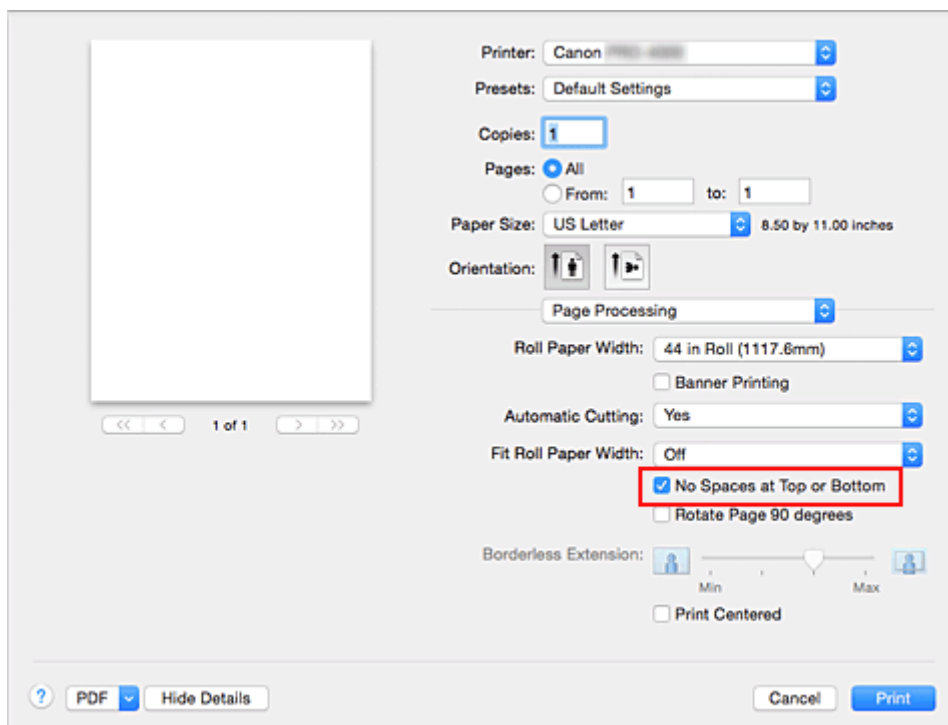 Printer: Canon
Presets: Default Settings
Copies: 1
Pages: All
From: 1 to: 1
Paper Size: US Letter 8.50 by 11.00 inches
Orientation:
Page Processing
Roll Paper Width: 44 in Roll (1117.6mm)
Banner Printing
1 of 1
Automatic Cutting: Yes
Fit Roll Paper Width: Off
No Spaces at Top or Bottom
Rotate Page 90 degrees
Borderless Extension:
Min Max
Print Centered
? PDF Hide Details Cancel Print